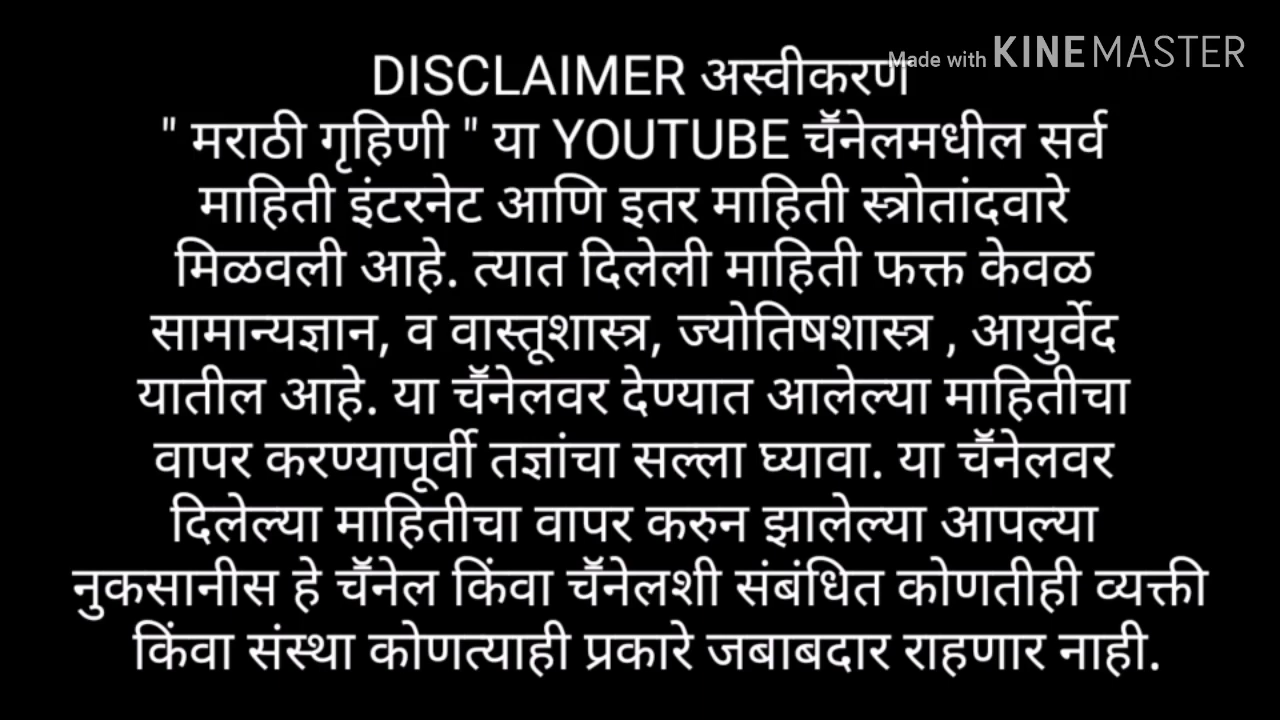 Made with KINEMASTER
DISCLAIMER अस्वीकरण
" मराठी गृहिणी " या YOUTUBE चॅंनेलमधील सर्व
माहिती इंटरनेट आणि इतर माहिती स्त्रोतांदवारे
मिळवली आहे. त्यात दिलेली माहिती फक्त केवळ
सामान्यज्ञान, व वास्तूशास्त्र, ज्योतिषशास्त्र , आयुर्वेद
यातील आहे. या चॅंनेलवर देण्यात आलेल्या माहितीचा
वापर करण्यापूर्वी तज्ञांचा सल्ला घ्यावा. या चॅंनेलवर
दिलेल्या माहितीचा वापर करुन झालेल्या आपल्या
नुकसानीस हे चॅंनेल किंवा चॅंनेलशी संबंधित कोणतीही व्यक्ती
किंवा संस्था कोणत्याही प्रकारे जबाबदार राहणार नाही.